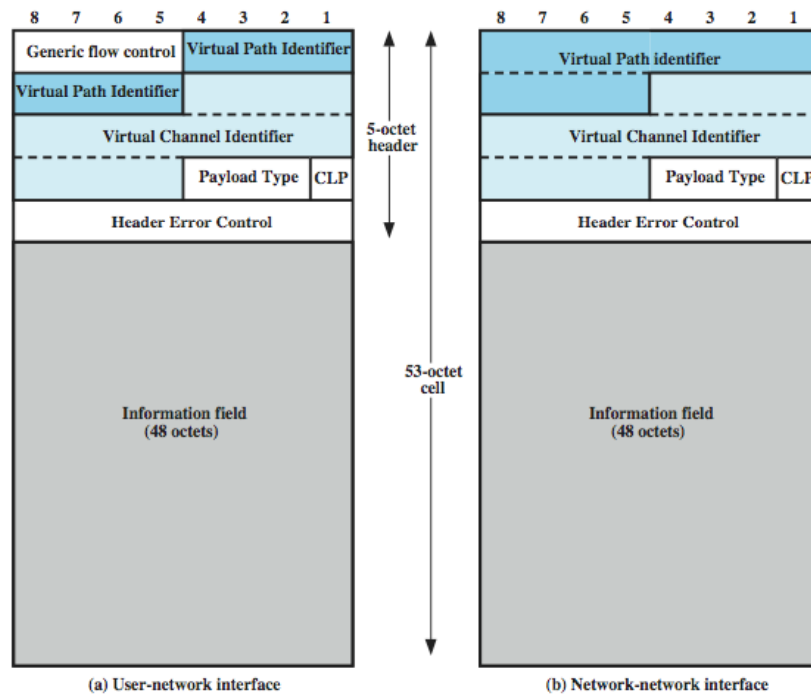 8 7 6 5 4 3 2 1
Generic flow control
Virtual Path Identifier
Virtual Path Identifier
Virtual Channel Identifier
Payload Type
CLP
Header Error Control
Information field
(48 octets)
(a) User-network interface
5-octet
header
53-octet
cell
8 7 6 5 4 3 2 1
Virtual Path identifier
Virtual Channel Identifier
Payload Type
CLP
Header Error Control
Information field
(48 octets)
(b) Network-network interface